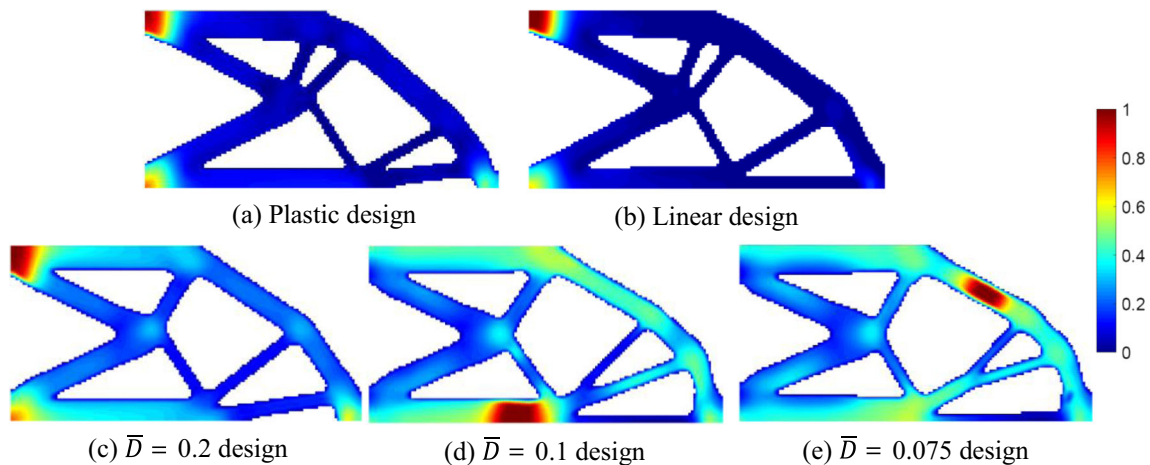 (a) Plastic design
(b) Linear design
1
0.8
0.6
0.4
0.2
0
(c) D̅ = 0.2 design
(d) D̅ = 0.1 design
(e) D̅ = 0.075 design